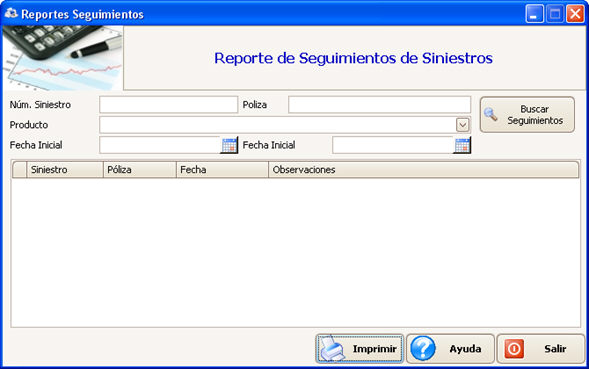 Reportes Seguimientos
Reporte de Seguimientos de Siniestros
Núm. Siniestro
Poliza
Buscar
Seguimientos
Producto
Fecha Inicial
Fecha Inicial
Siniestro Póliza Fecha Observaciones
Imprimir Ayuda Salir